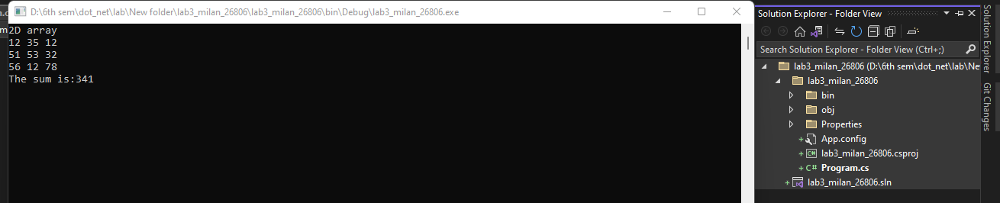 D:\6th sem\dot_net\lab\New folder\lab3_milan_26806\lab3_milan_26806\bin\Debug\lab3_milan_26806.exe
2D array
12 35 12
51 53 32
56 12 78
The sum is:341
Solution Explorer - Folder View
Search Solution Explorer - Folder View (Ctrl+;)
lab3_milan_26806 (D:\6th sem\dot_net\lab\Ne
lab3_milan_26806
bin
obj
Properties
App.config
C# lab3_milan_26806.csproj
C# Program.cs
lab3_milan_26806.sln
Solution Explorer
Git Changes